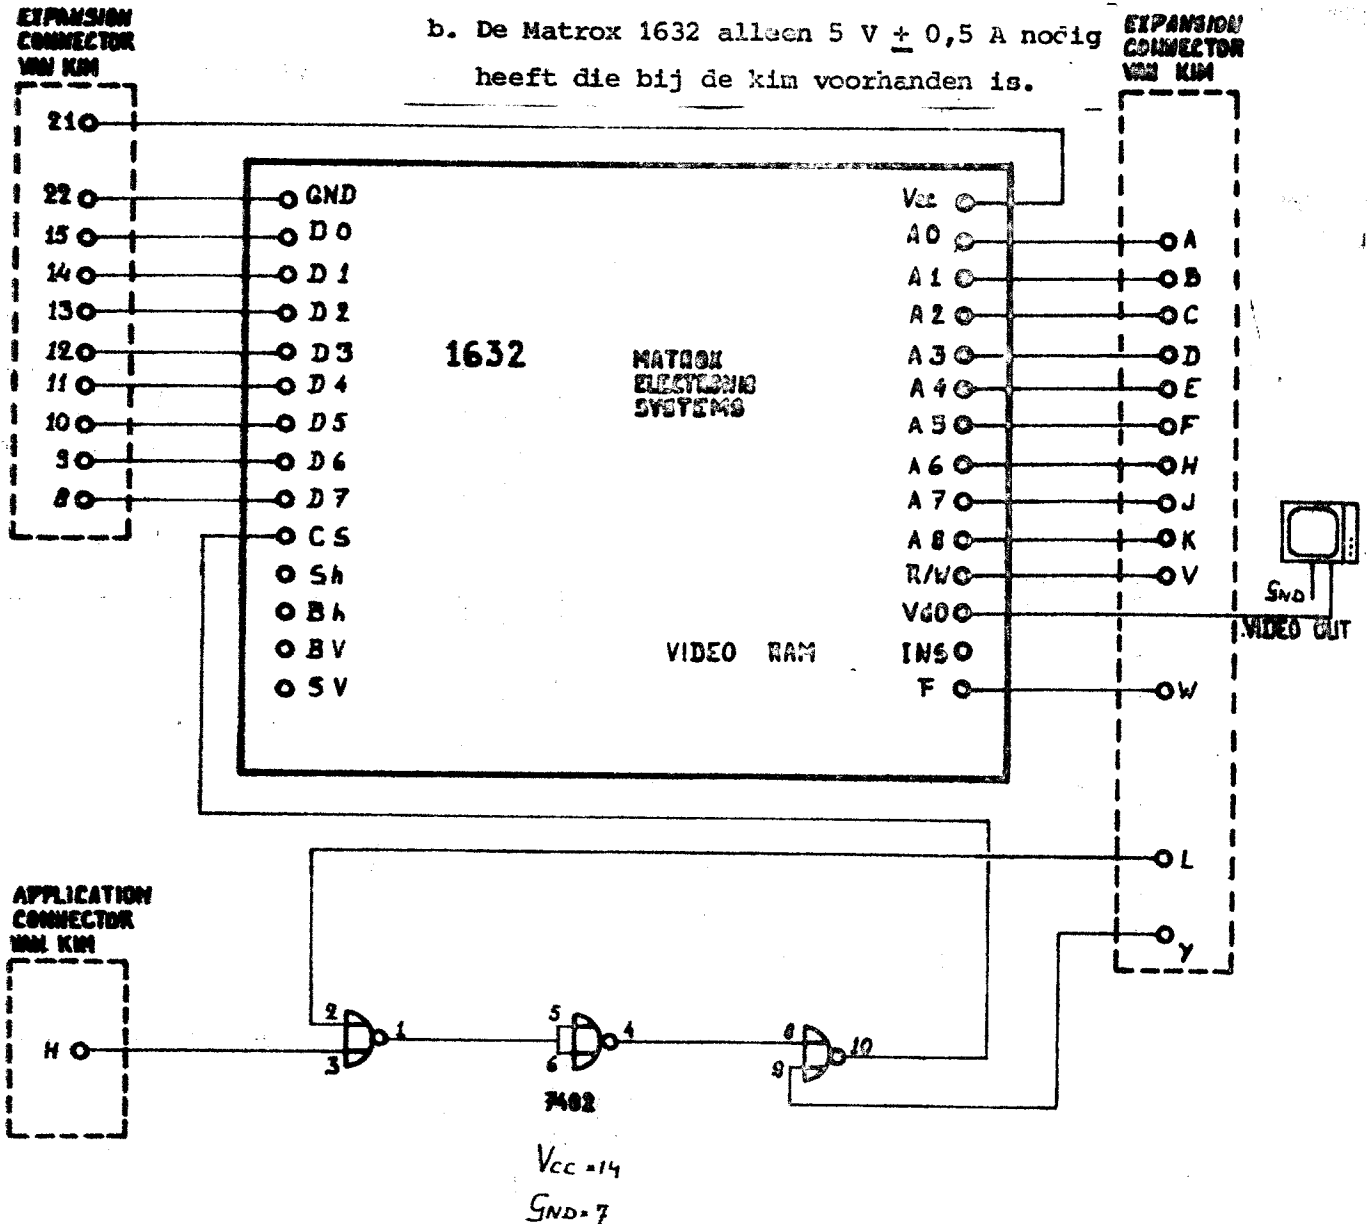 EXPANSION
CONNECTOR
VAN KIM
b. De Matrox 1632 alleen 5 V ± 0,5 A nodig
heeft die bij de kim voorhanden is.
EXPANSION
CONNECTOR
VAN KIM
21
22
15
14
13
12
11
10
9
8
GND
D0
D1
D2
D3
D4
D5
D6
D7
CS
Sh
Bh
BV
SV
1632
MATROX
ELECTRONIC
SYSTEMS
VIDEO RAM
Vcc
A0
A1
A2
A3
A4
A5
A6
A7
A8
R/W
VdO
INS
F
A
B
C
D
E
F
H
J
K
V
W
L
Y
GND
VIDEO OUT
APPLICATION
CONNECTOR
VAN KIM
H
2
3
1
5
6
4
8
9
10
7402
Vcc=14
GND=7